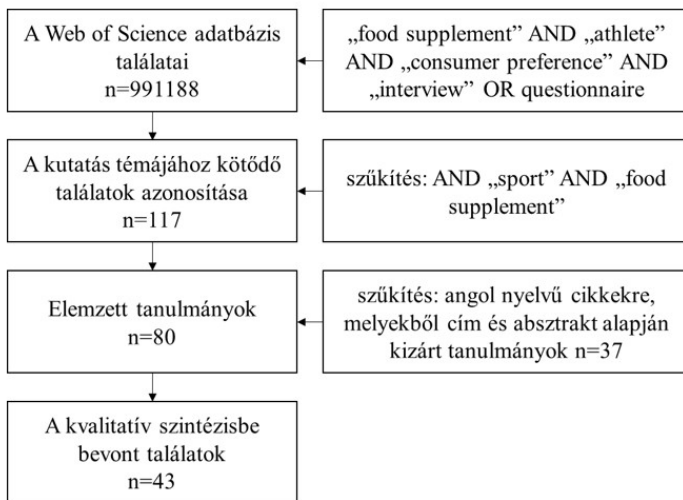 A Web of Science adatbázis
találatai
n=991188
„food supplement” AND „athlete”
AND „consumer preference” AND
„interview” OR questionnaire
A kutatás témájához kötődő
találatok azonosítása
n=117
szűkítés: AND „sport” AND „food
supplement”
Elemzett tanulmányok
n=80
szűkítés: angol nyelvű cikkekre,
melyekből cím és absztrakt alapján
kizárt tanulmányok n=37
A kvalitatív szintézisbe
bevont találatok
n=43